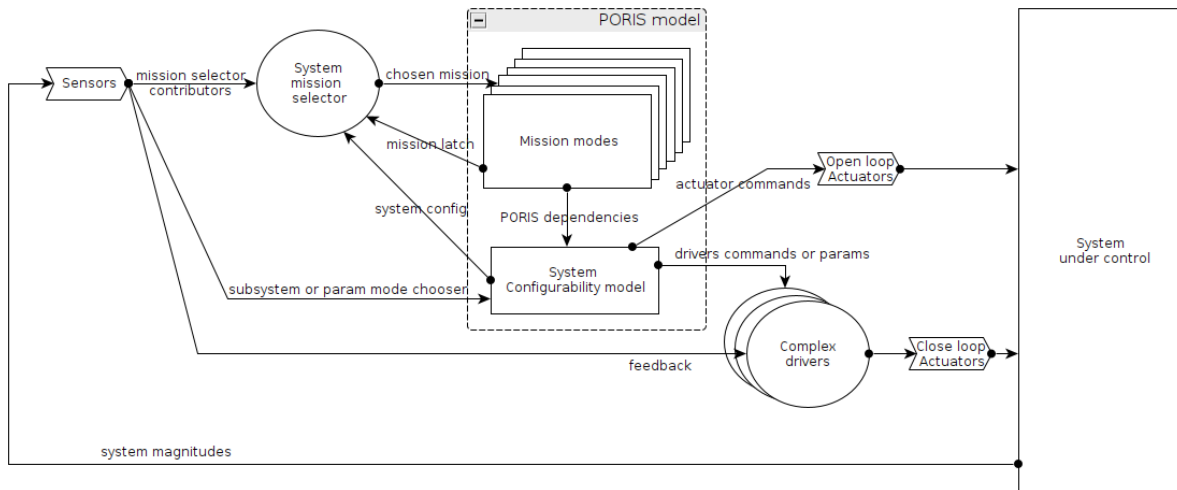 PORIS model
Sensors
mission selector
contributors
System
mission
selector
chosen mission
Mission modes
mission latch
system config
PORIS dependencies
actuator commands
Open loop
Actuators
System
Configurability model
drivers commands or params
System
under control
subsystem or param mode chooser
feedback
Complex
drivers
Close loop
Actuators
system magnitudes